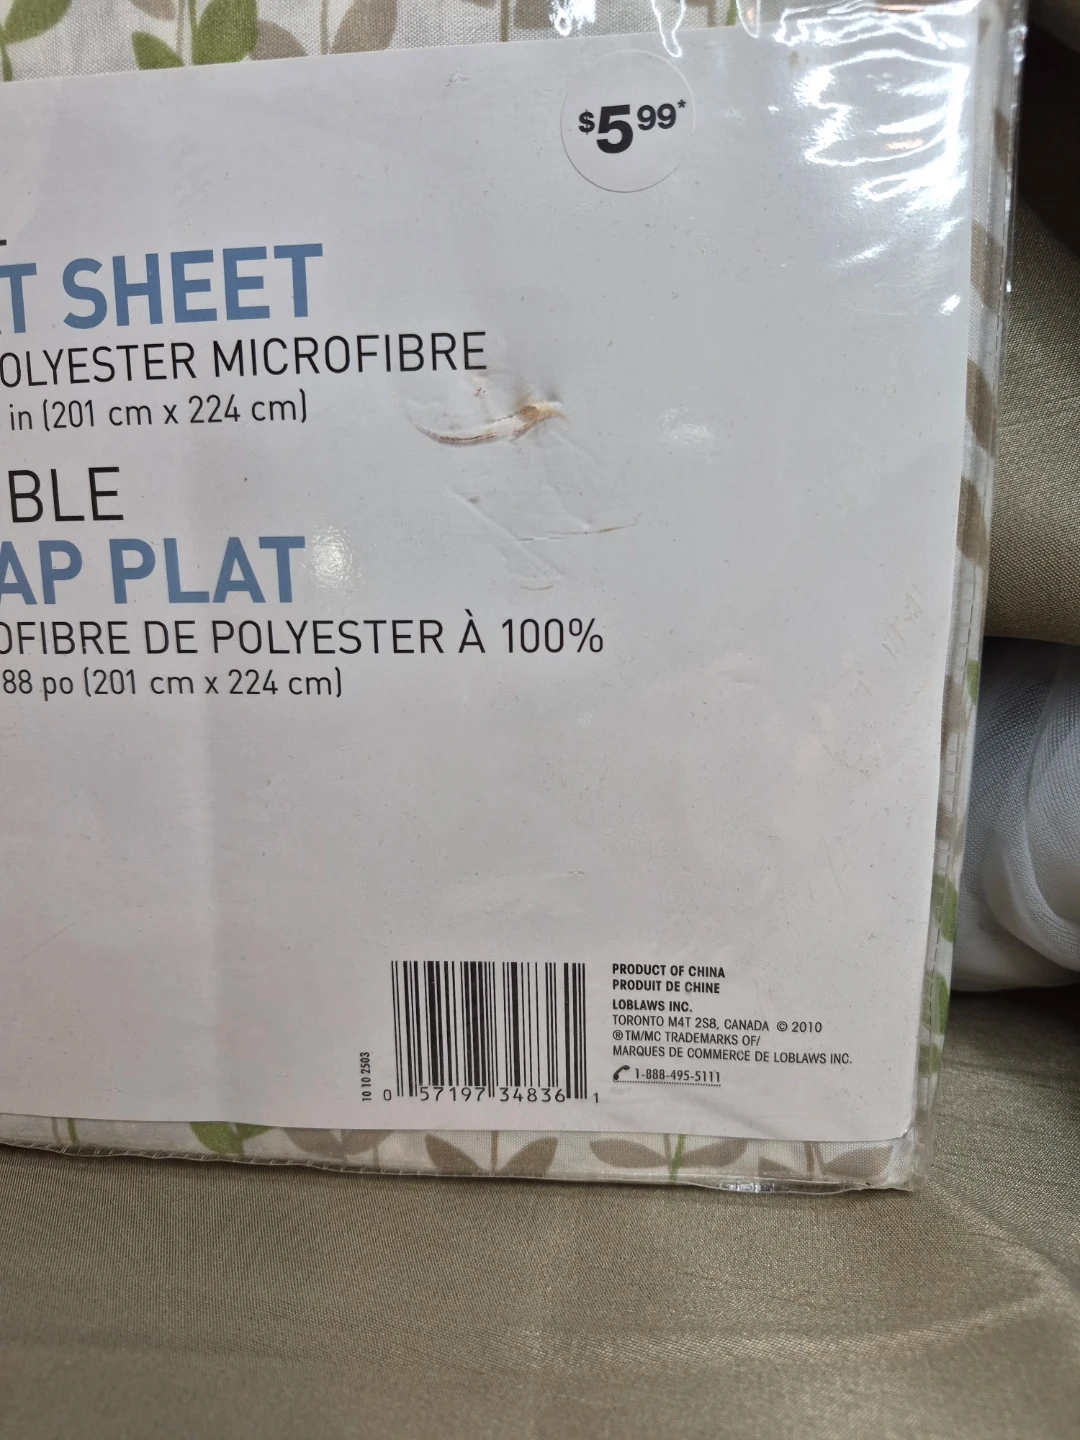 $5.99*
T SHEET
OLYESTER MICROFIBRE
in (201 cm x 224 cm)
BLE
AP PLAT
OFIBRE DE POLYESTER À 100%
88 po (201 cm x 224 cm)
PRODUCT OF CHINA
PRODUIT DE CHINE
LOBLAWS INC.
TORONTO M4T 2S8, CANADA © 2010
®TM/MC TRADEMARKS OF/
MARQUES DE COMMERCE DE LOBLAWS INC.
1-888-495-5111
10 10 2503
0 57197 34836 1